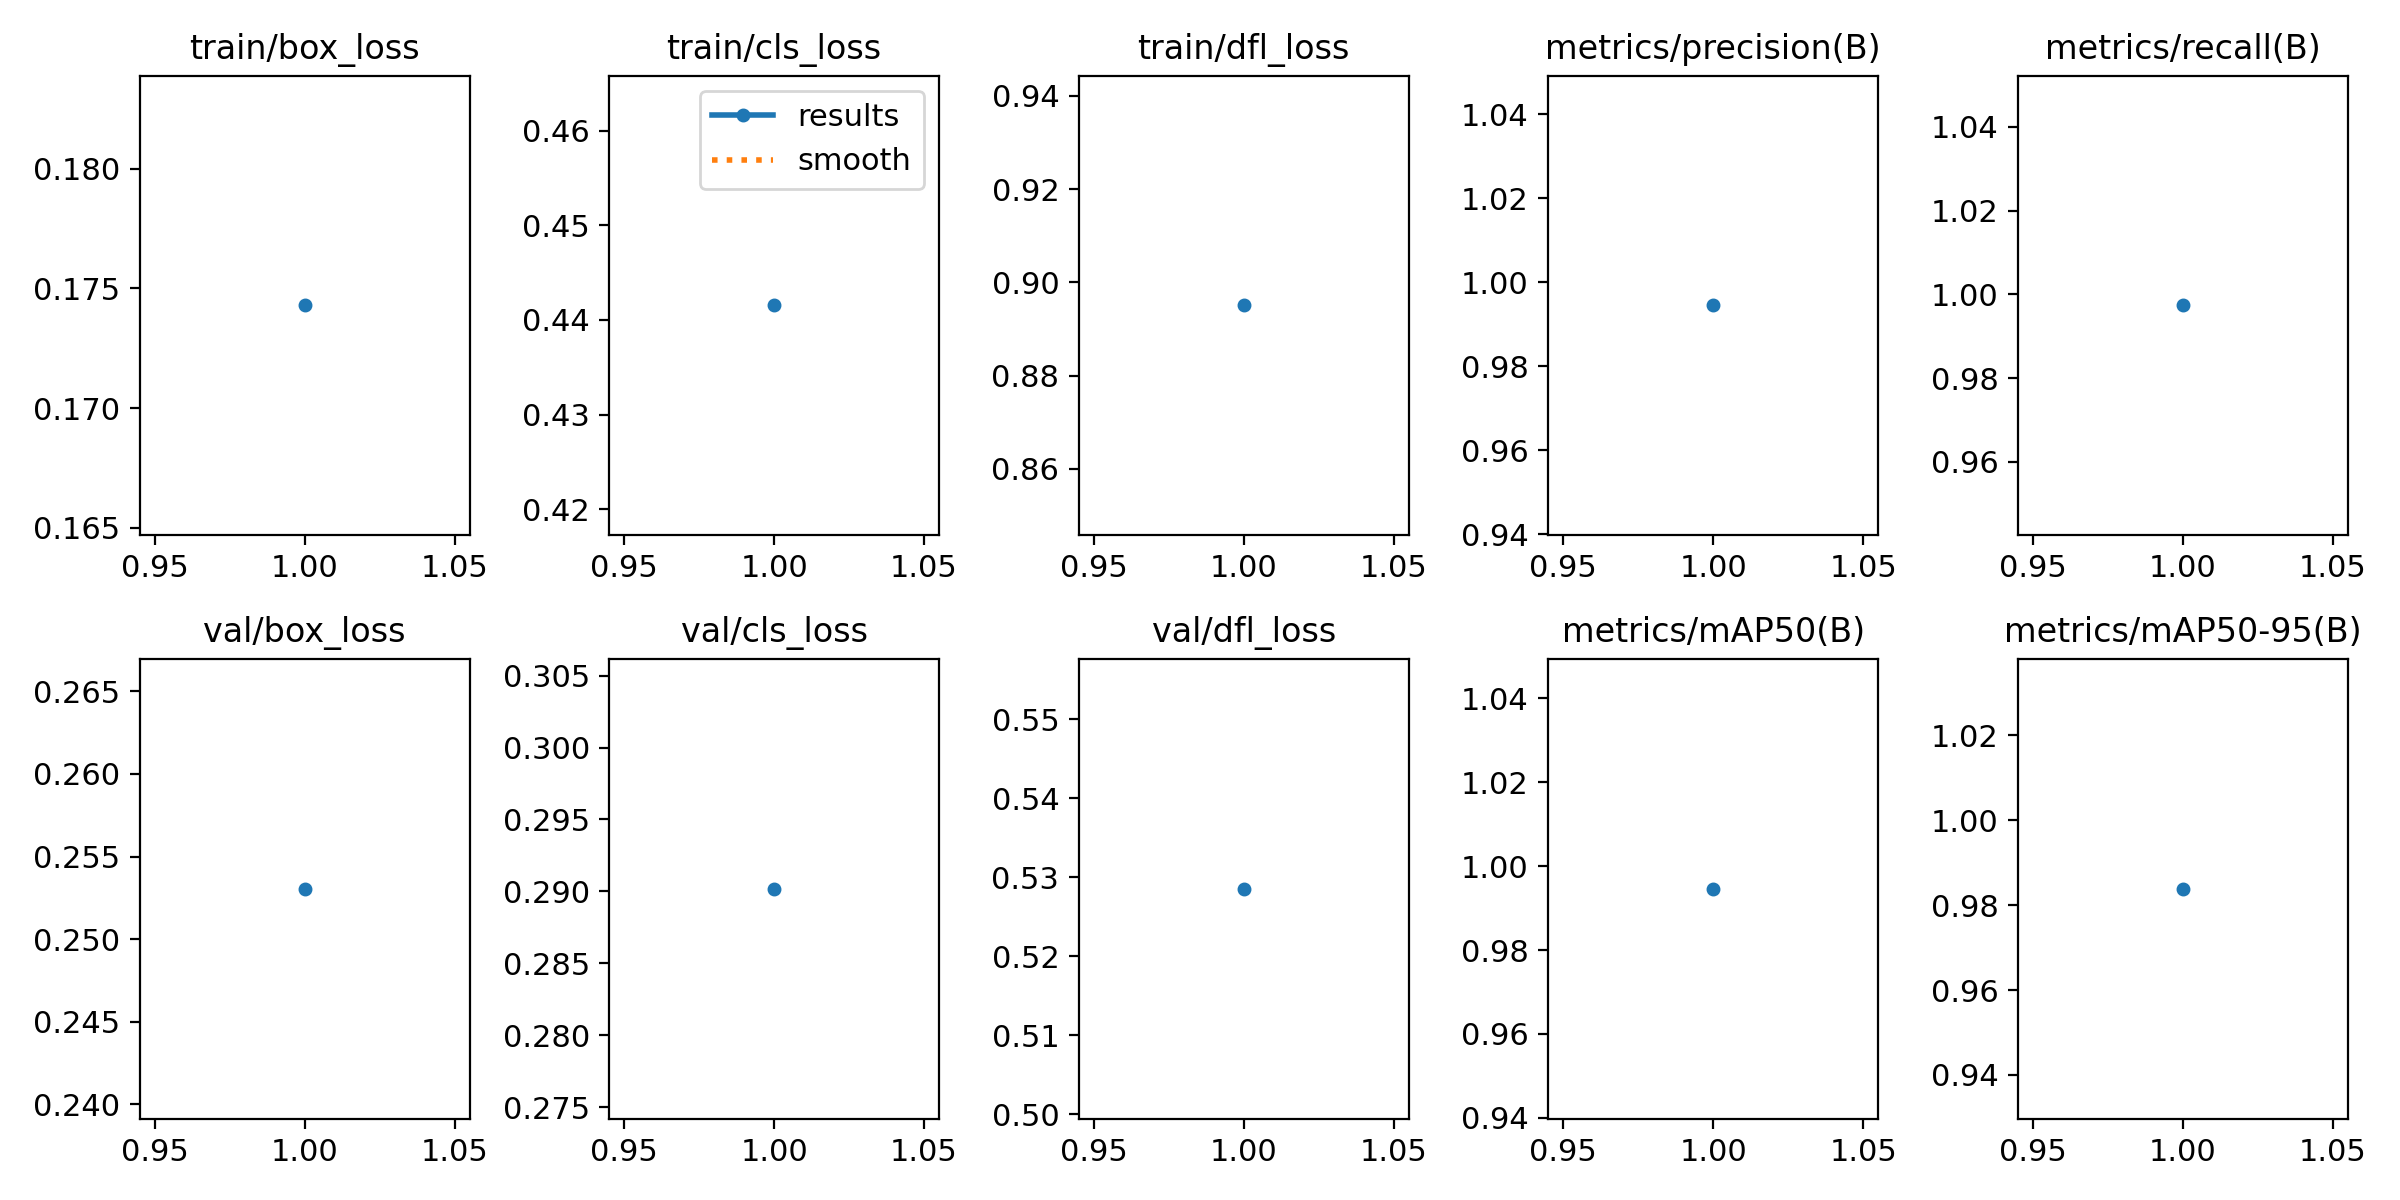 train/box_loss
0.180
0.175
0.170
0.165
0.95 1.00 1.05
train/cls_loss
results
smooth
0.46
0.45
0.44
0.43
0.42
0.95 1.00 1.05
train/dfl_loss
0.94
0.92
0.90
0.88
0.86
0.95 1.00 1.05
metrics/precision(B)
1.04
1.02
1.00
0.98
0.96
0.94
0.95 1.00 1.05
metrics/recall(B)
1.04
1.02
1.00
0.98
0.96
0.95 1.00 1.05
val/box_loss
0.265
0.260
0.255
0.250
0.245
0.240
0.95 1.00 1.05
val/cls_loss
0.305
0.300
0.295
0.290
0.285
0.280
0.275
0.95 1.00 1.05
val/dfl_loss
0.55
0.54
0.53
0.52
0.51
0.50
0.95 1.00 1.05
metrics/mAP50(B)
1.04
1.02
1.00
0.98
0.96
0.94
0.95 1.00 1.05
metrics/mAP50-95(B)
1.02
1.00
0.98
0.96
0.94
0.95 1.00 1.05